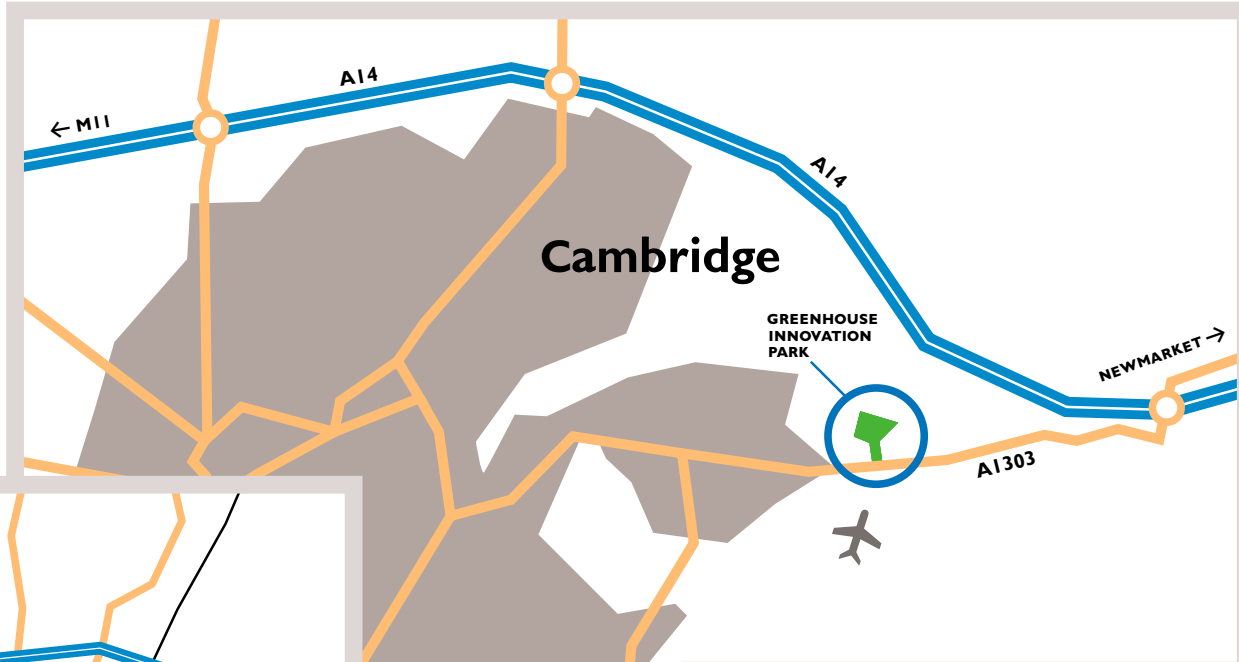 A14
← M11
A14
Cambridge
GREENHOUSE
INNOVATION
PARK
NEWMARKET →
A1303